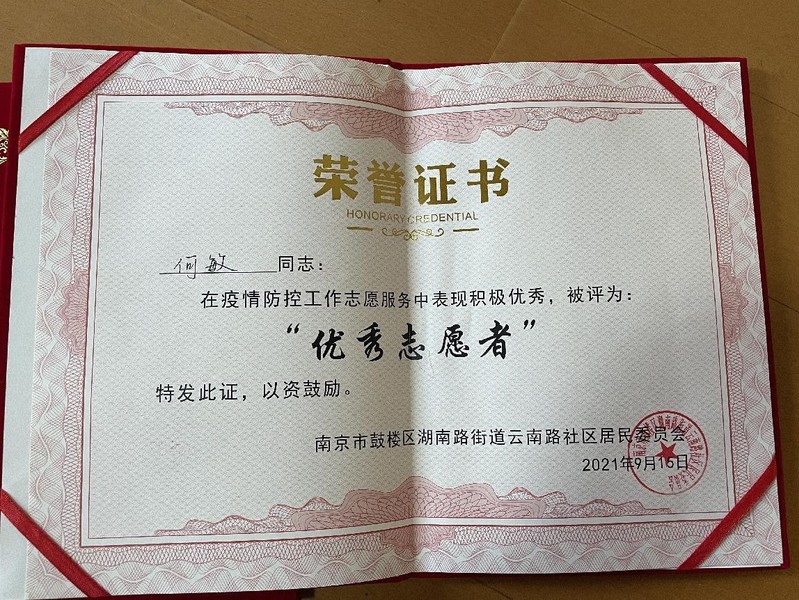 荣誉证书
HONORARY CREDENTIAL
何敏 同志：
在疫情防控工作志愿服务中表现积极优秀，被评为：
“优秀志愿者”
特发此证，以资鼓励。
南京市鼓楼区湖南路街道云南路社区居民委员会
2021年9月15日